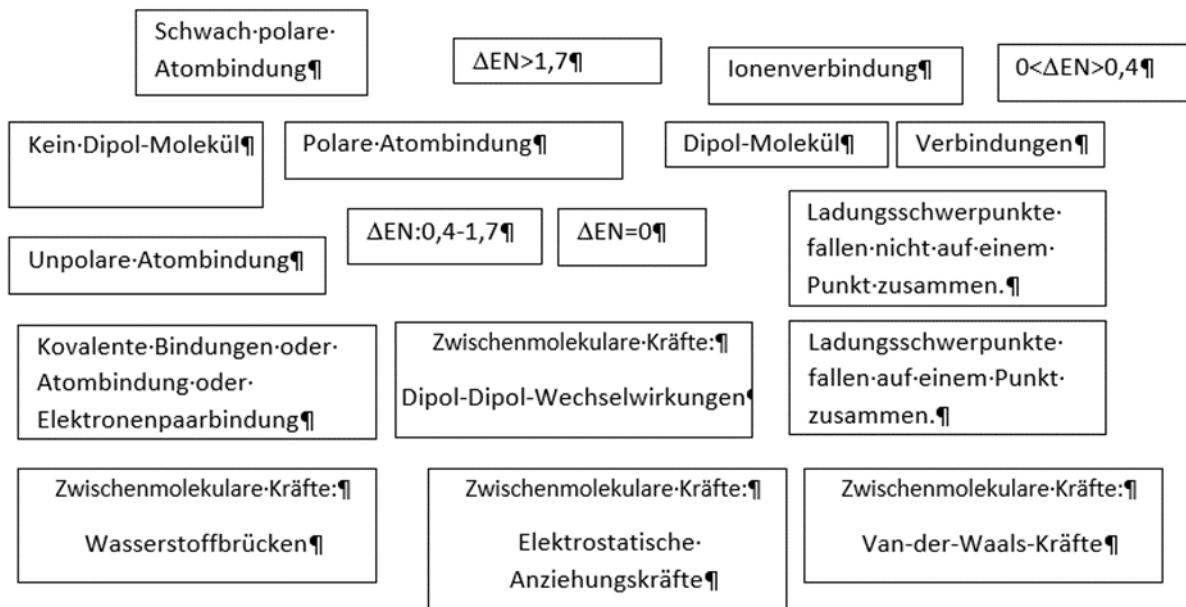 Schwach·polare·
Atombindung¶
ΔEN>1,7¶
Ionenverbindung¶
0<ΔEN>0,4¶
Kein·Dipol-Molekül¶
Polare·Atombindung¶
Dipol-Molekül¶
Verbindungen¶
Unpolare·Atombindung¶
ΔEN:0,4-1,7¶
ΔEN=0¶
Ladungsschwerpunkte·
fallen·nicht·auf·einem·
Punkt·zusammen.¶
Kovalente·Bindungen·oder·
Atombindung·oder·
Elektronenpaarbindung¶
Zwischenmolekulare·Kräfte:¶
Dipol-Dipol-Wechselwirkungen¶
Ladungsschwerpunkte·
fallen·auf·einem·Punkt·
zusammen.¶
Zwischenmolekulare·Kräfte:¶
Wasserstoffbrücken¶
Zwischenmolekulare·Kräfte:¶
Elektrostatische·
Anziehungskräfte¶
Zwischenmolekulare·Kräfte:¶
Van-der-Waals-Kräfte¶